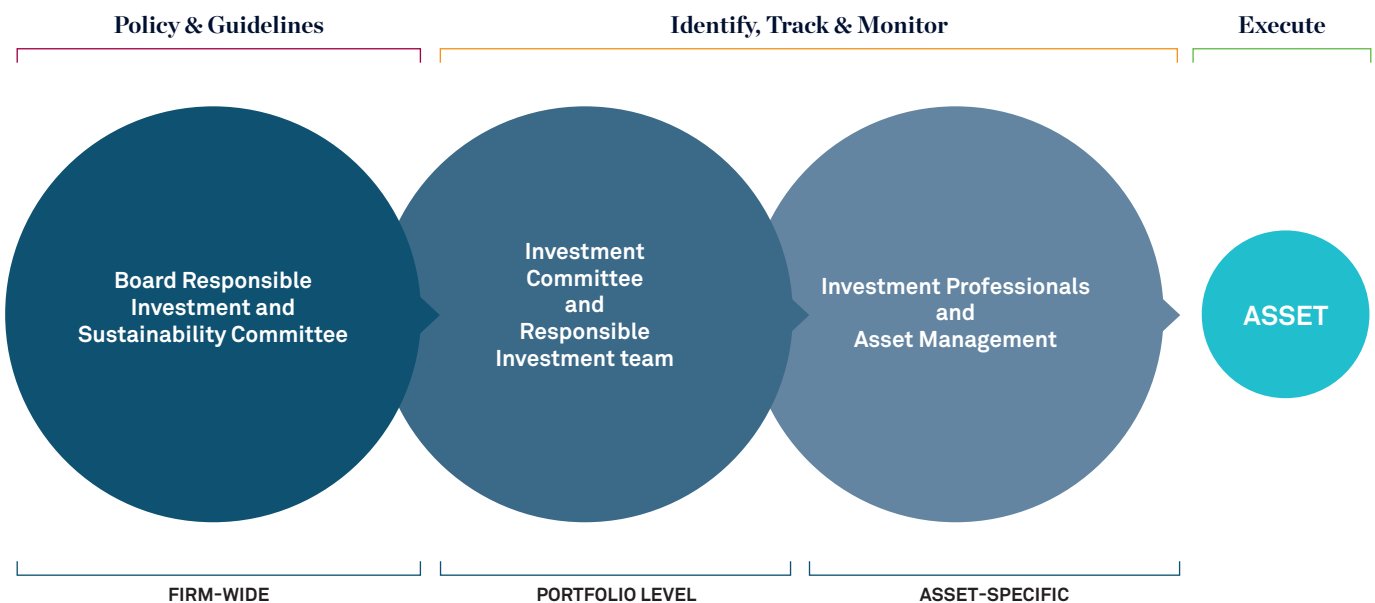 Policy & Guidelines
Identify, Track & Monitor
Execute
Board Responsible
Investment and
Sustainability Committee
Investment
Committee
and
Responsible
Investment team
Investment Professionals
and
Asset Management
ASSET
FIRM-WIDE
PORTFOLIO LEVEL
ASSET-SPECIFIC